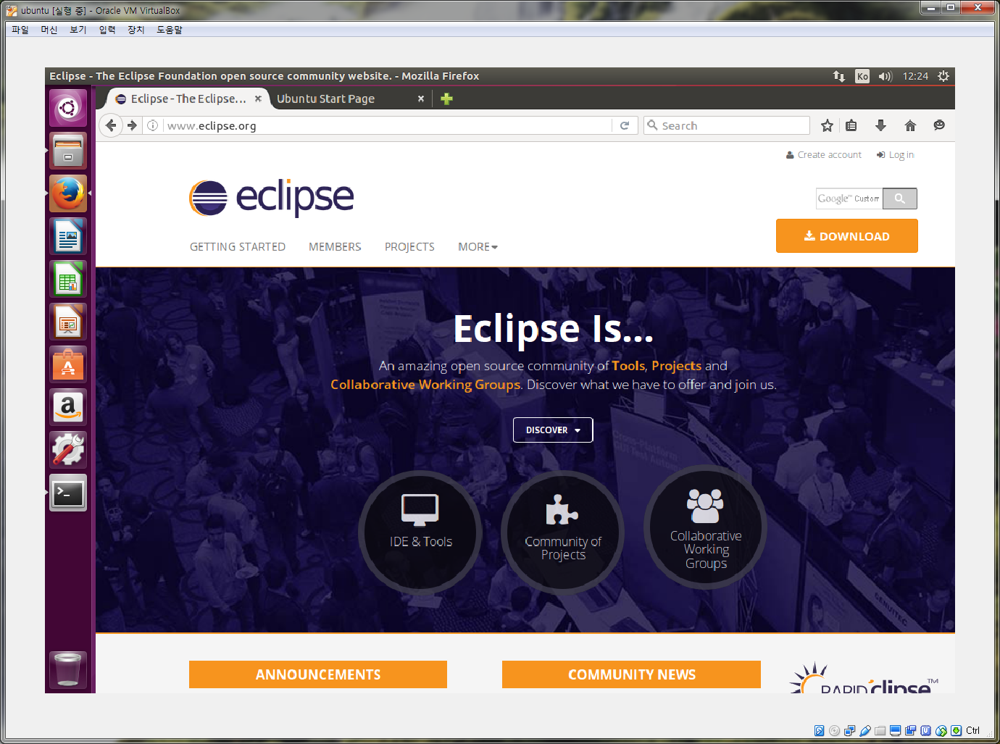 ubuntu [실행 중] - Oracle VM VirtualBox
파일 머신 보기 입력 장치 도움말
Eclipse - The Eclipse Foundation open source community website. - Mozilla Firefox
Ko
12:24
Eclipse - The Eclipse...
Ubuntu Start Page
www.eclipse.org
Search
Create account
Log in
eclipse
Google™ Custom
DOWNLOAD
GETTING STARTED MEMBERS PROJECTS MORE
Eclipse Is...
An amazing open source community of Tools, Projects and
Collaborative Working Groups. Discover what we have to offer and join us.
DISCOVER
IDE & Tools
Community of
Projects
Collaborative
Working
Groups
GENUITEC
ANNOUNCEMENTS
COMMUNITY NEWS
RAPID clipse™
Ctrl